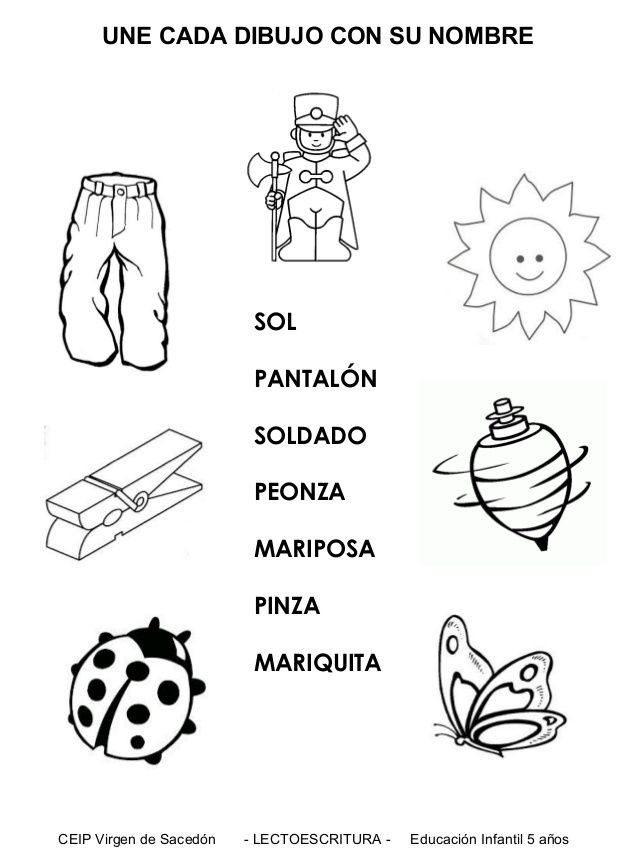 UNE CADA DIBUJO CON SU NOMBRE
SOL
PANTALÓN
SOLDADO
PEONZA
MARIPOSA
PINZA
MARIQUITA
CEIP Virgen de Sacedón - LECTOESCRITURA - Educación Infantil 5 años